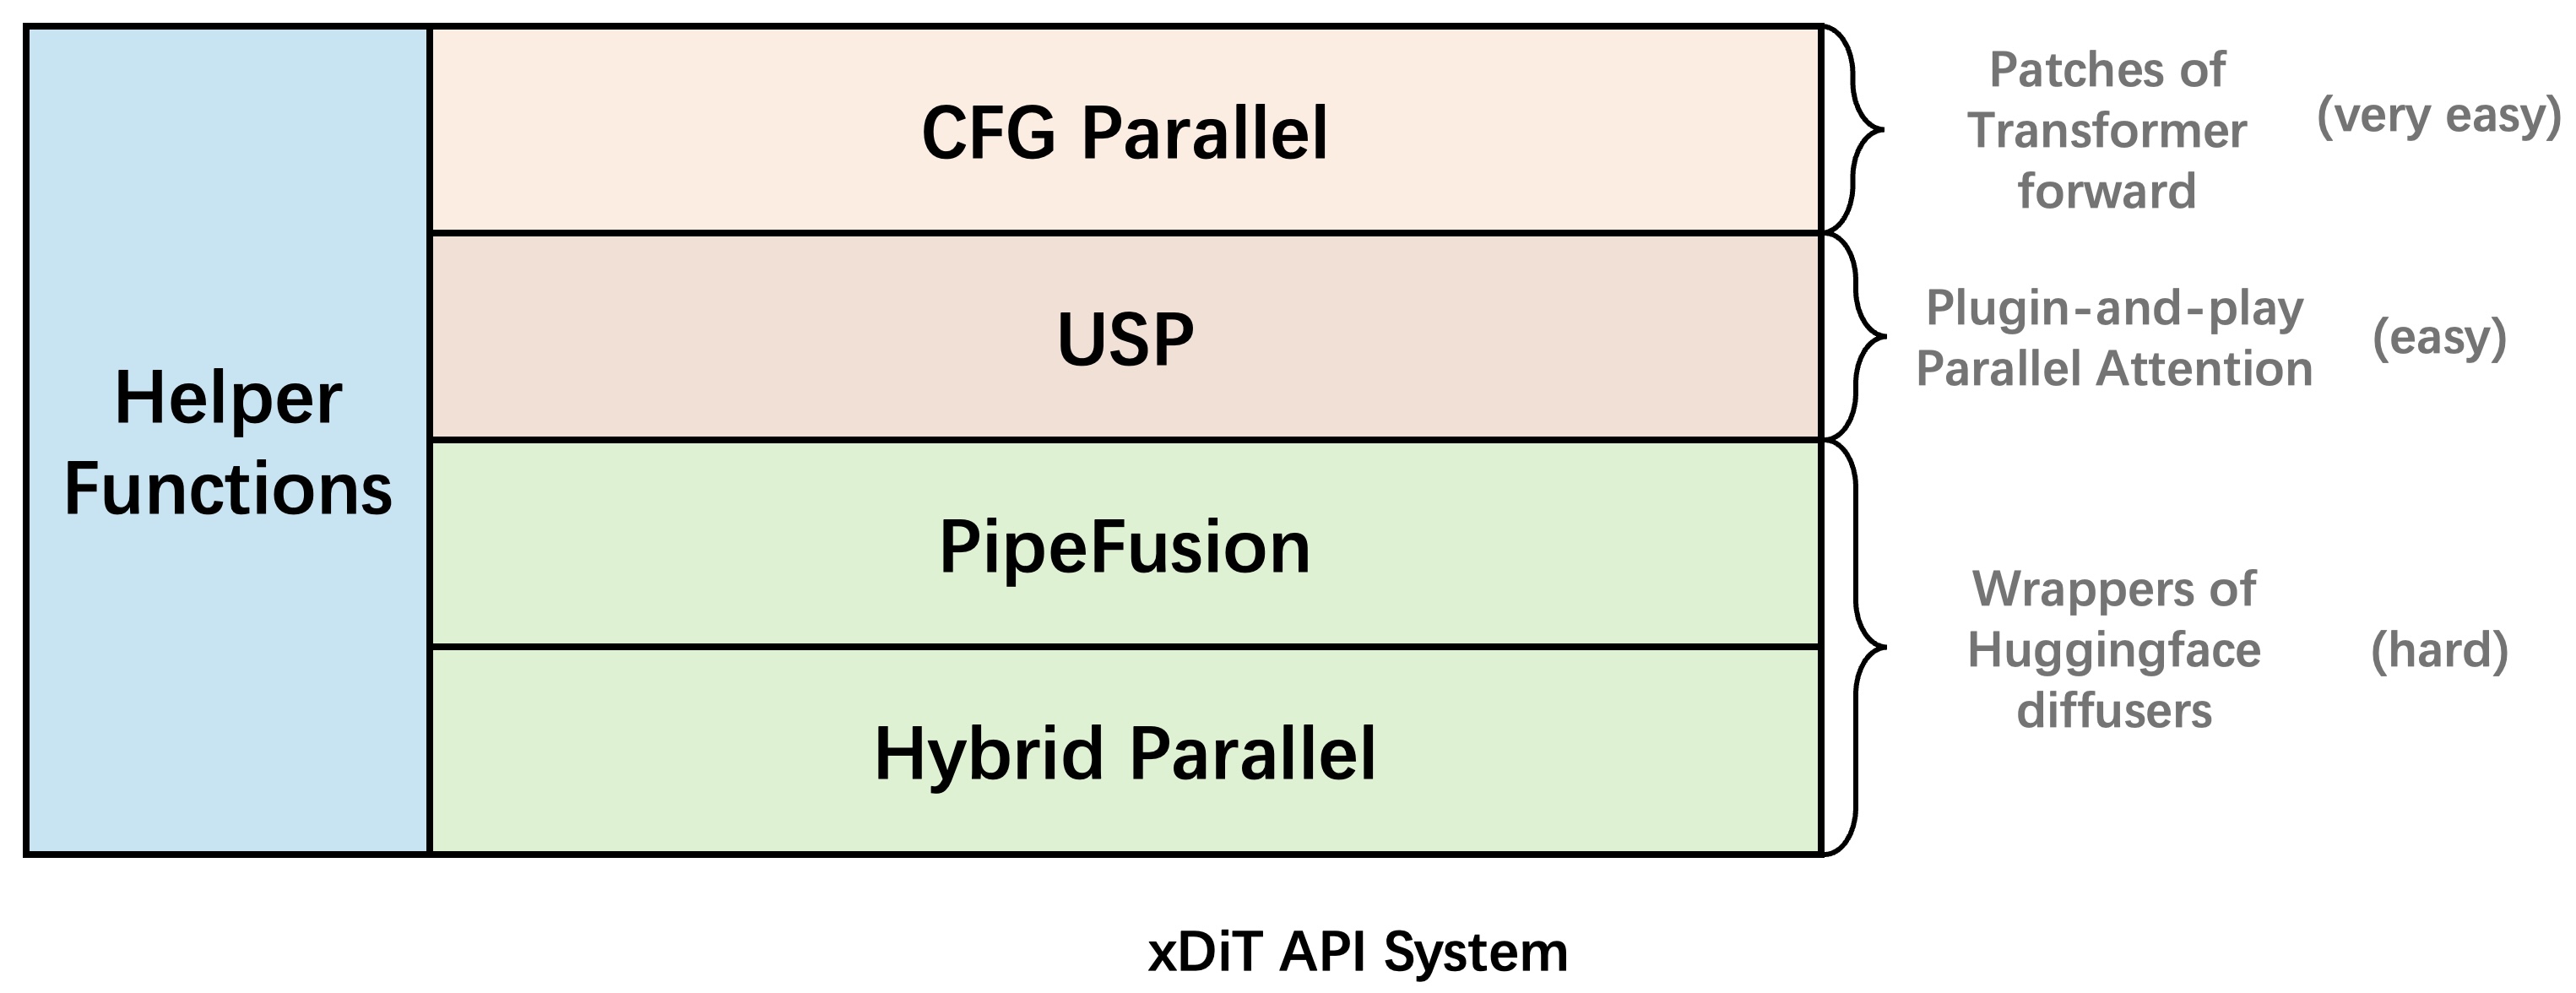 Helper
Functions
CFG Parallel
USP
PipeFusion
Hybrid Parallel
Patches of
Transformer
forward
(very easy)
Plugin-and-play
Parallel Attention
(easy)
Wrappers of
Huggingface
diffusers
(hard)
xDiT API System